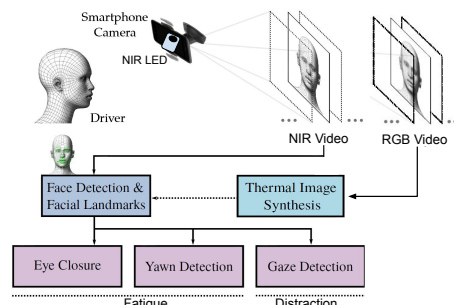 Smartphone
Camera
NIR LED
Driver
NIR Video
RGB Video
Face Detection &
Facial Landmarks
Thermal Image
Synthesis
Eye Closure
Yawn Detection
Gaze Detection
Fatigue
Distraction